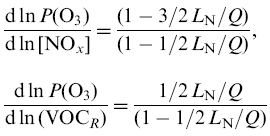 d ln P(O₃) / d ln [NOₓ] = (1 − 3/2 L_N/Q) / (1 − 1/2 L_N/Q),
d ln P(O₃) / d ln (VOC_R) = 1/2 L_N/Q / (1 − 1/2 L_N/Q)